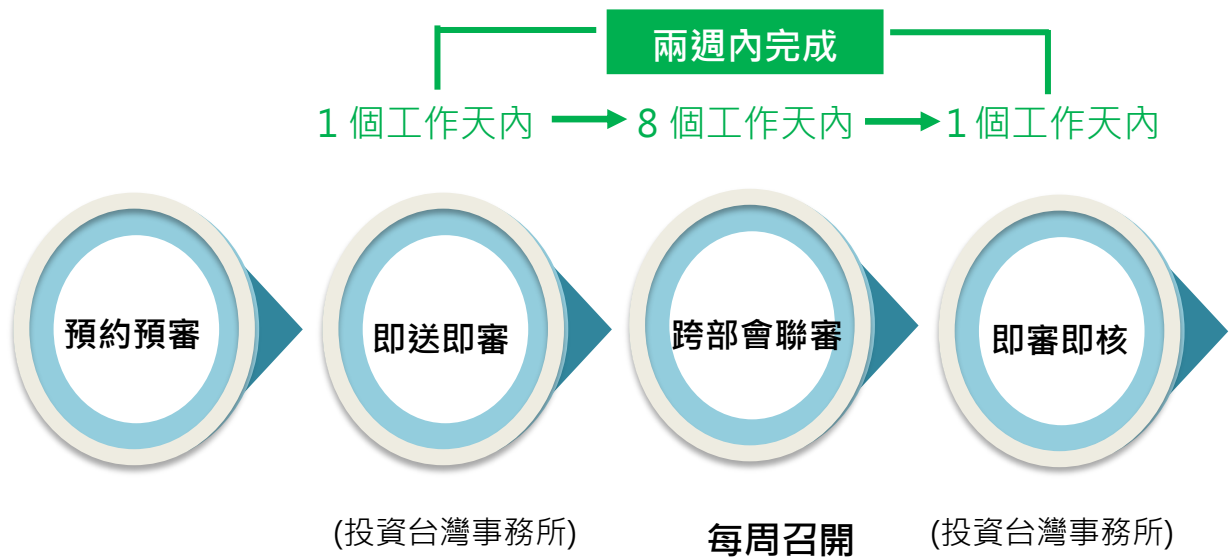 兩週內完成
1 個工作天內
8 個工作天內
1 個工作天內
預約預審
即送即審
跨部會聯審
即審即核
(投資台灣事務所)
每周召開
(投資台灣事務所)